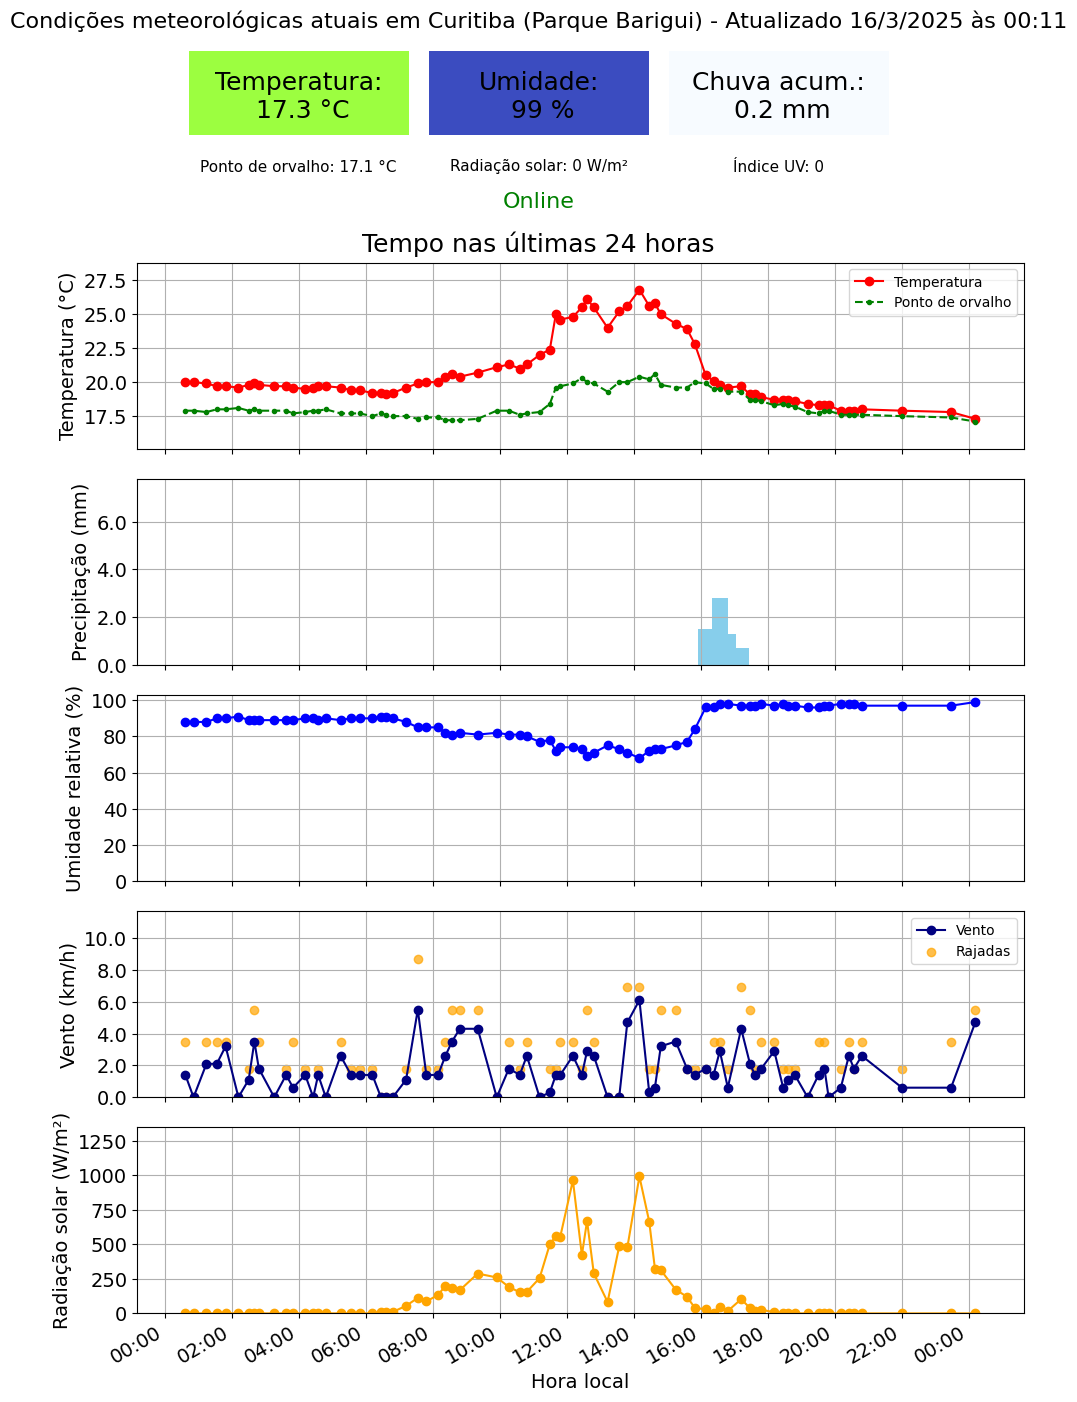 Condições meteorológicas atuais em Curitiba (Parque Barigui) - Atualizado 16/3/2025 às 00:11
Temperatura:
17.3 °C
Umidade:
99 %
Chuva acum.:
0.2 mm
Ponto de orvalho: 17.1 °C
Radiação solar: 0 W/m²
Índice UV: 0
Online
Tempo nas últimas 24 horas
Temperatura (°C)
27.5
25.0
22.5
20.0
17.5
Temperatura
Ponto de orvalho
Precipitação (mm)
6.0
4.0
2.0
0.0
Umidade relativa (%)
100
80
60
40
20
0
Vento (km/h)
10.0
8.0
6.0
4.0
2.0
0.0
Vento
Rajadas
Radiação solar (W/m²)
1250
1000
750
500
250
0
00:00
02:00
04:00
06:00
08:00
10:00
12:00
14:00
16:00
18:00
20:00
22:00
00:00
Hora local